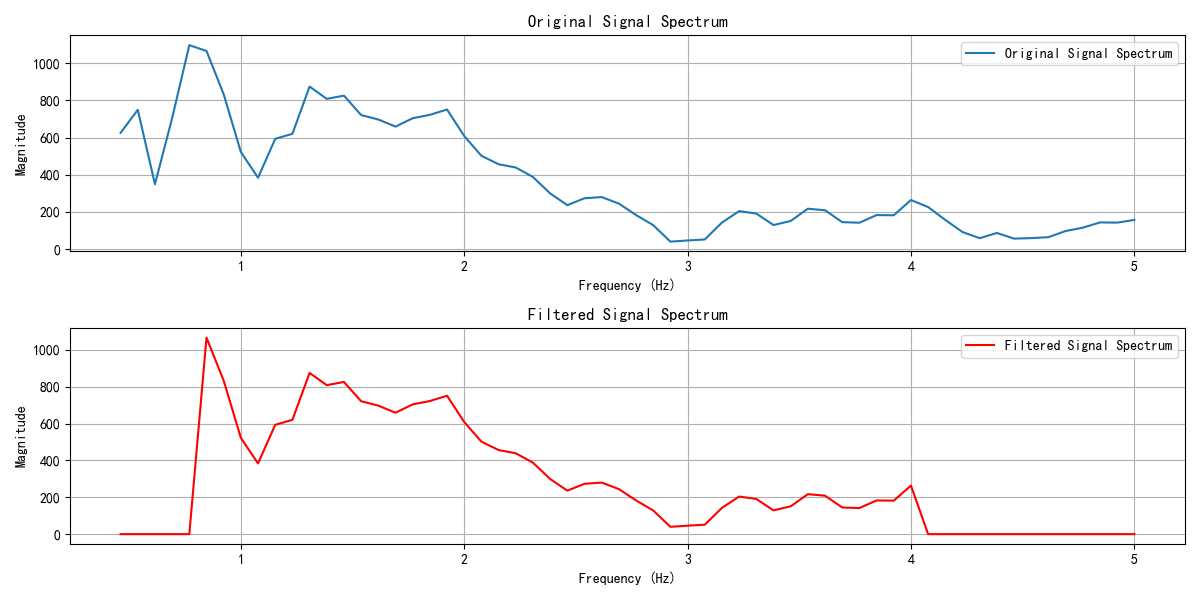 Original Signal Spectrum
Original Signal Spectrum
Magnitude
1000
800
600
400
200
0
1
2
3
4
5
Frequency (Hz)
Filtered Signal Spectrum
Filtered Signal Spectrum
Magnitude
1000
800
600
400
200
0
1
2
3
4
5
Frequency (Hz)